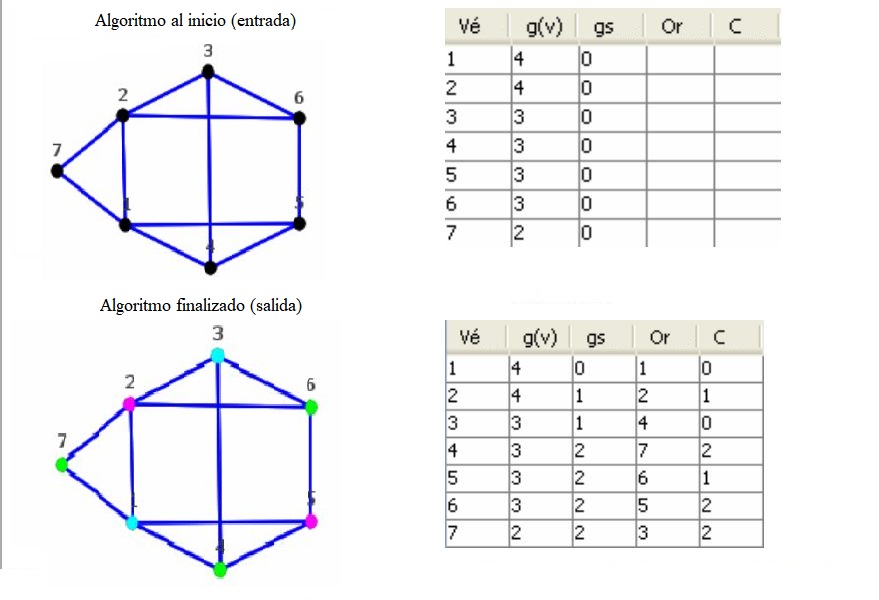 Algoritmo al inicio (entrada)
3
2
6
7
1
5
4
Vé g(v) gs Or C
1 4 0
2 4 0
3 3 0
4 3 0
5 3 0
6 3 0
7 2 0
Algoritmo finalizado (salida)
3
2
6
7
1
5
4
Vé g(v) gs Or C
1 4 0 1 0
2 4 1 2 1
3 3 1 4 0
4 3 2 7 2
5 3 2 6 1
6 3 2 5 2
7 2 2 3 2